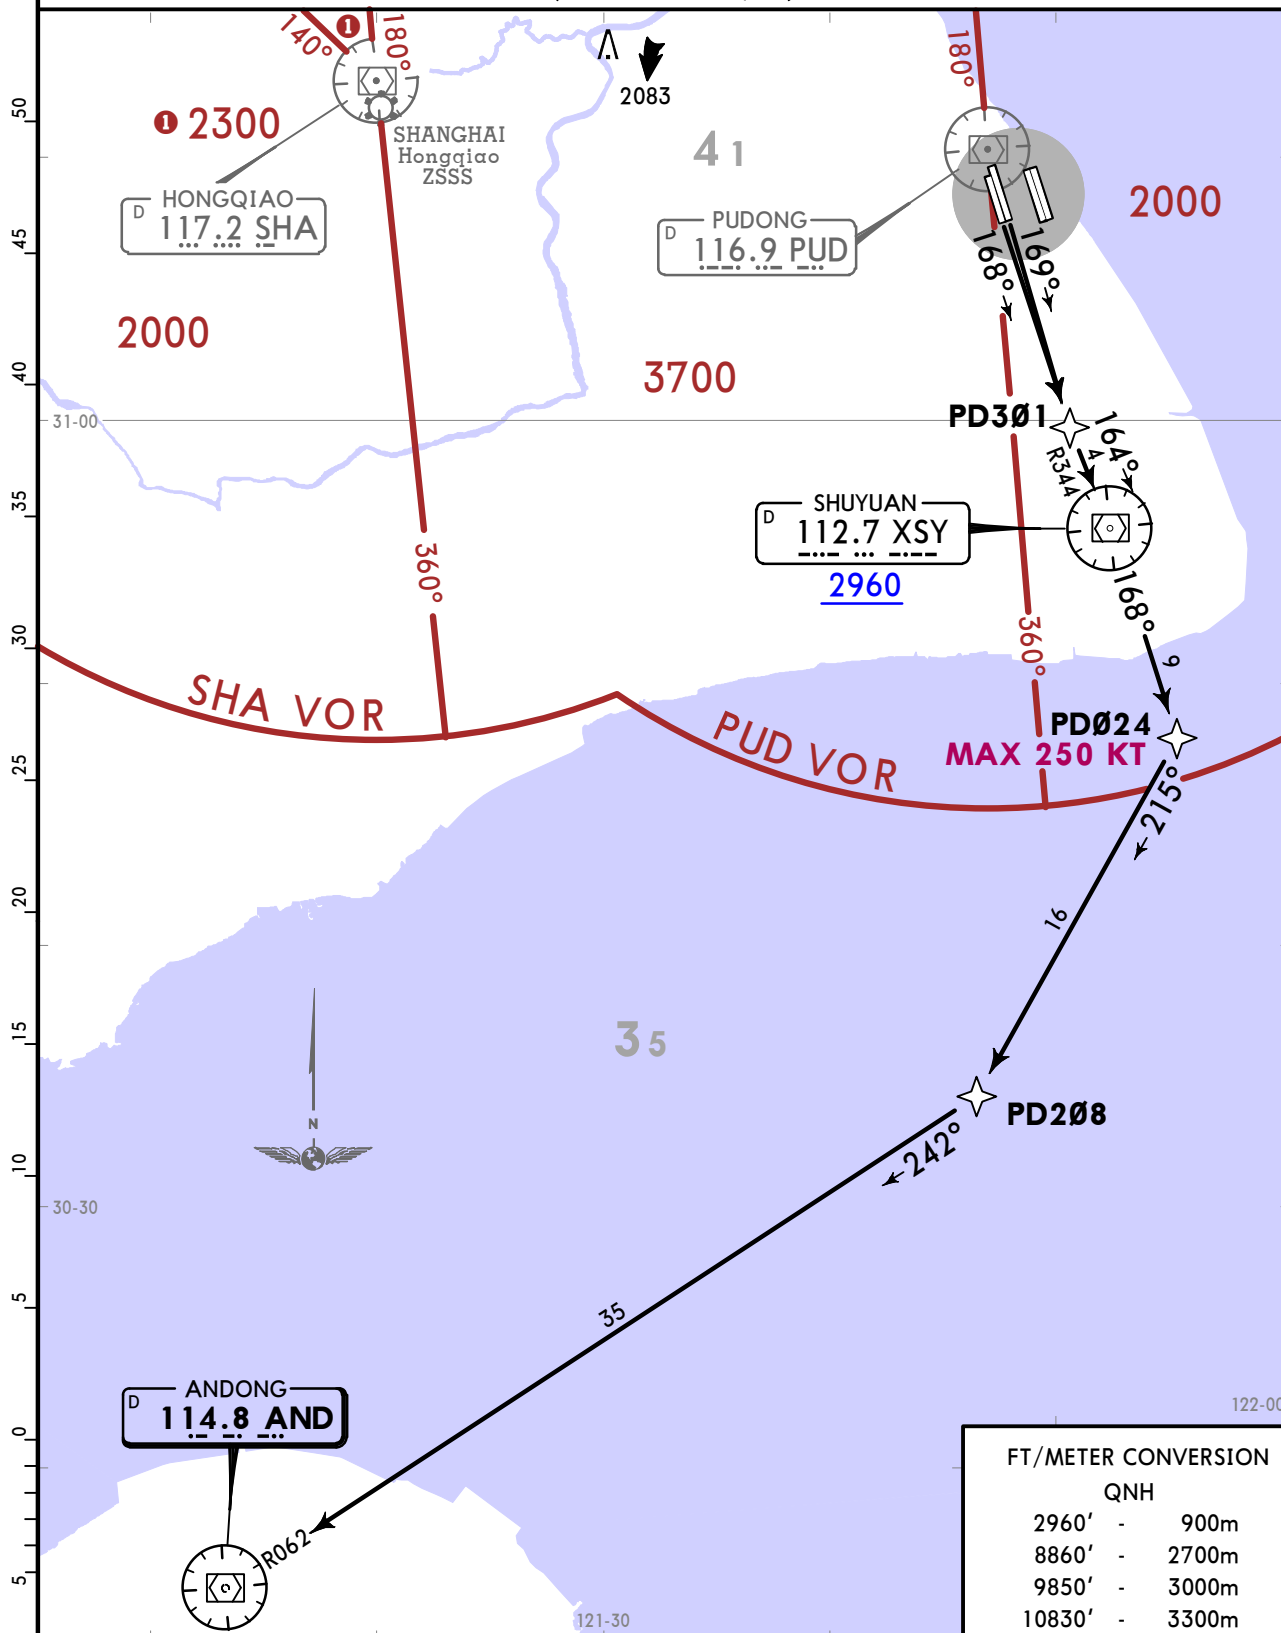 140°
❶
180°
180°
2083
❶ 2300
SHANGHAI
Hongqiao
ZSSS
4 1
HONGQIAO
D 117.2 SHA
PUDONG
D 116.9 PUD
2000
168°
169°
2000
3700
31-00
PD3Ø1
164°
4
R344
SHUYUAN
D 112.7 XSY
2960
360°
168°
360°
9
SHA VOR
PUD VOR
PDØ24
MAX 250 KT
215°
16
3 5
N
PD2Ø8
242°
30-30
35
ANDONG
D 114.8 AND
R062
122-00
121-30
FT/METER CONVERSION
QNH
2960' - 900m
8860' - 2700m
9850' - 3000m
10830' - 3300m
50
45
40
35
30
25
20
15
10
5
0
5